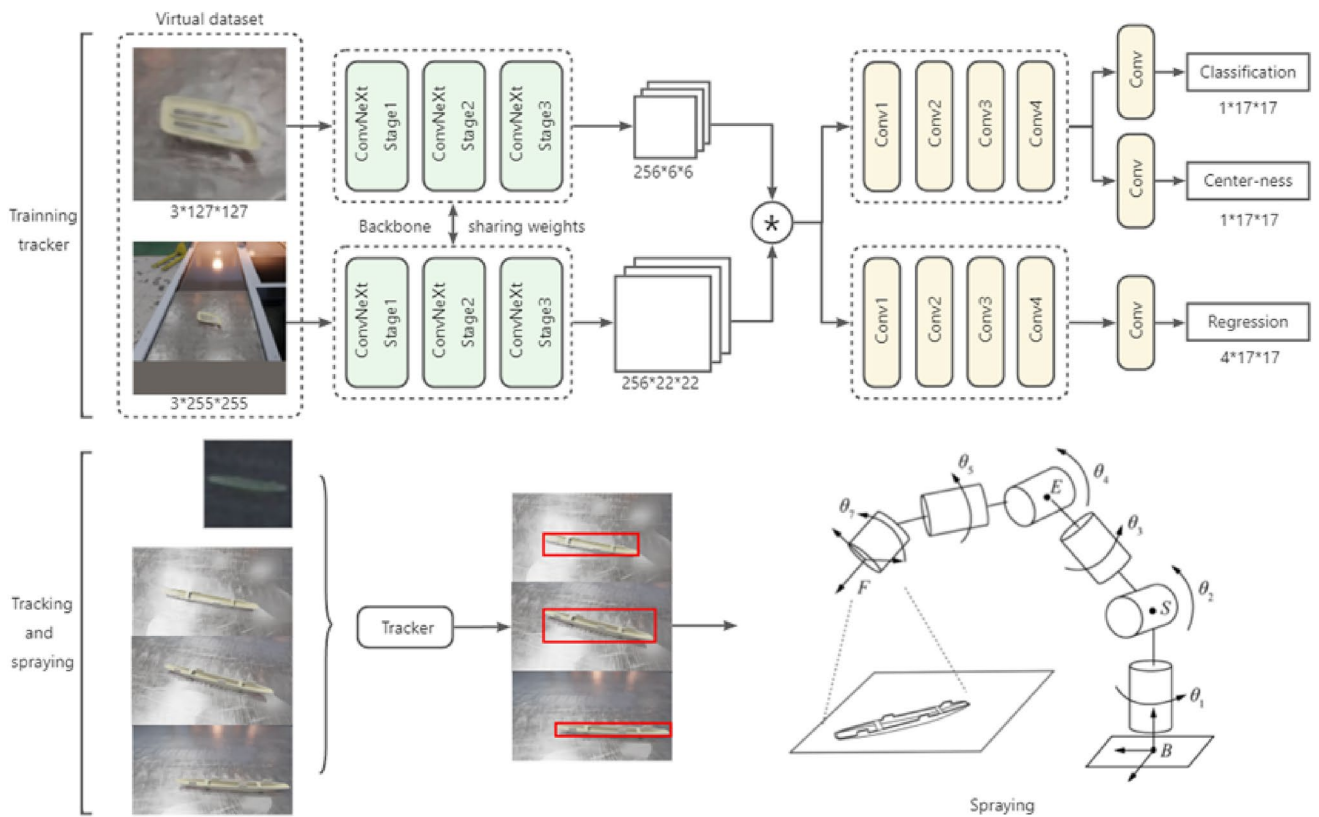 Virtual dataset
Trainning
tracker
3*127*127
3*255*255
ConvNeXt
Stage1
ConvNeXt
Stage2
ConvNeXt
Stage3
Backbone sharing weights
ConvNeXt
Stage1
ConvNeXt
Stage2
ConvNeXt
Stage3
256*6*6
256*22*22
*
Conv1
Conv2
Conv3
Conv4
Conv
Classification
1*17*17
Conv
Center-ness
1*17*17
Conv1
Conv2
Conv3
Conv4
Conv
Regression
4*17*17
Tracking
and
spraying
Tracker
θ7
F
θ5
E
θ4
θ3
S
θ2
θ1
B
Spraying